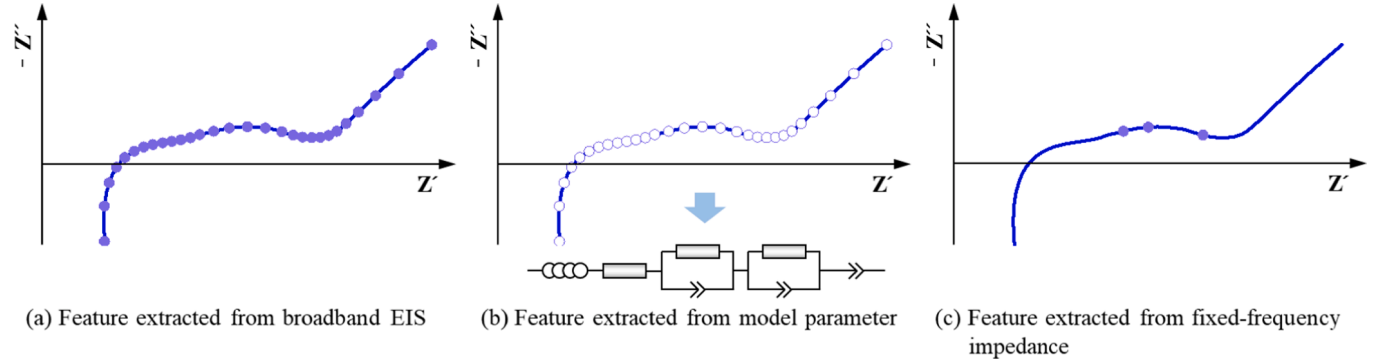 - Z″
Z′
- Z″
Z′
- Z″
Z′
(a) Feature extracted from broadband EIS
(b) Feature extracted from model parameter
(c) Feature extracted from fixed-frequency
impedance